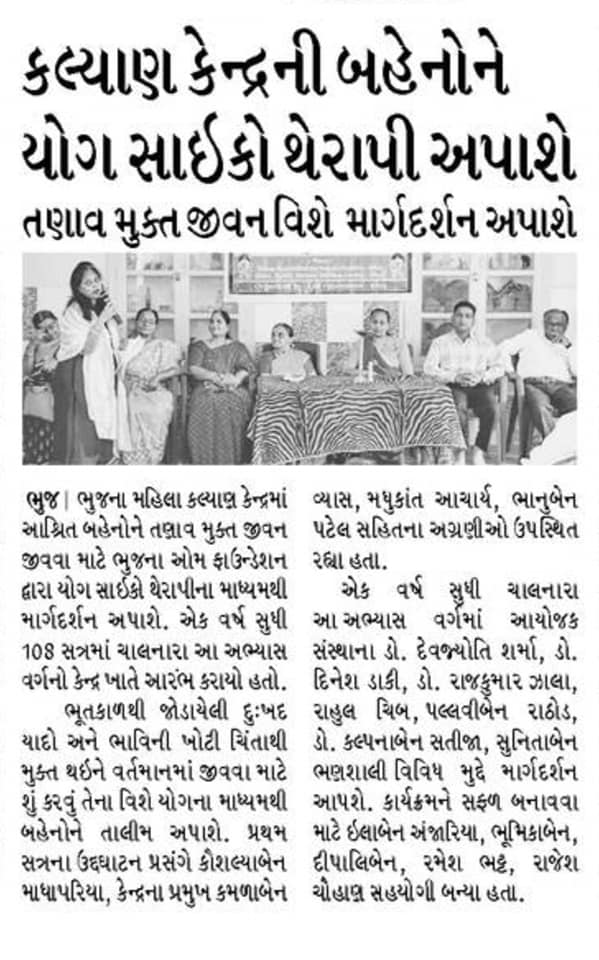 કલ્યાણ કેન્દ્રની બહેનોને
યોગ સાઇકો થેરાપી અપાશે
તણાવ મુક્ત જીવન વિશે માર્ગદર્શન અપાશે
ભુજ | ભુજના મહિલા કલ્યાણ કેન્દ્રમાં
આશ્રિત બહેનોને તણાવ મુક્ત જીવન
જીવવા માટે ભુજના ઓમ ફાઉન્ડેશન
દ્વારા યોગ સાઈકો થેરાપીના માધ્યમથી
માર્ગદર્શન અપાશે. એક વર્ષ સુધી
108 સત્રમાં ચાલનારા આ અભ્યાસ
વર્ગનો કેન્દ્ર ખાતે આરંભ કરાયો હતો.
ભૂતકાળથી જોડાયેલી દુઃખદ
યાદો અને ભાવિની ખોટી ચિંતાથી
મુક્ત થઇને વર્તમાનમાં જીવવા માટે
શું કરવું તેના વિશે યોગના માધ્યમથી
બહેનોને તાલીમ અપાશે. પ્રથમ
સત્રના ઉદ્દઘાટન પ્રસંગે કૌશલ્યાબેન
માધાપરિયા, કેન્દ્રના પ્રમુખ કમળાબેન
વ્યાસ, મધુકાંત આચાર્ય, ભાનુબેન
પટેલ સહિતના અગ્રણીઓ ઉપસ્થિત
રહ્યા હતા.
એક વર્ષ સુધી ચાલનારા
આ અભ્યાસ વર્ગમાં આયોજક
સંસ્થાના ડો. દેવજ્યોતિ શર્મા, ડો.
દિનેશ ડાકી, ડો. રાજકુમાર ઝાલા,
રાહુલ ચિબ, પલ્લવીબેન રાઠોડ,
ડો. કલ્પનાબેન સતીજા, સુનિતાબેન
ભણશાલી વિવિધ મુદ્દે માર્ગદર્શન
આપશે. કાર્યક્રમને સફળ બનાવવા
માટે ઇલાબેન અંજારિયા, ભૂમિકાબેન,
દીપાલિબેન, રમેશ ભટ્ટ, રાજેશ
ચૌહાણ સહયોગી બન્યા હતા.